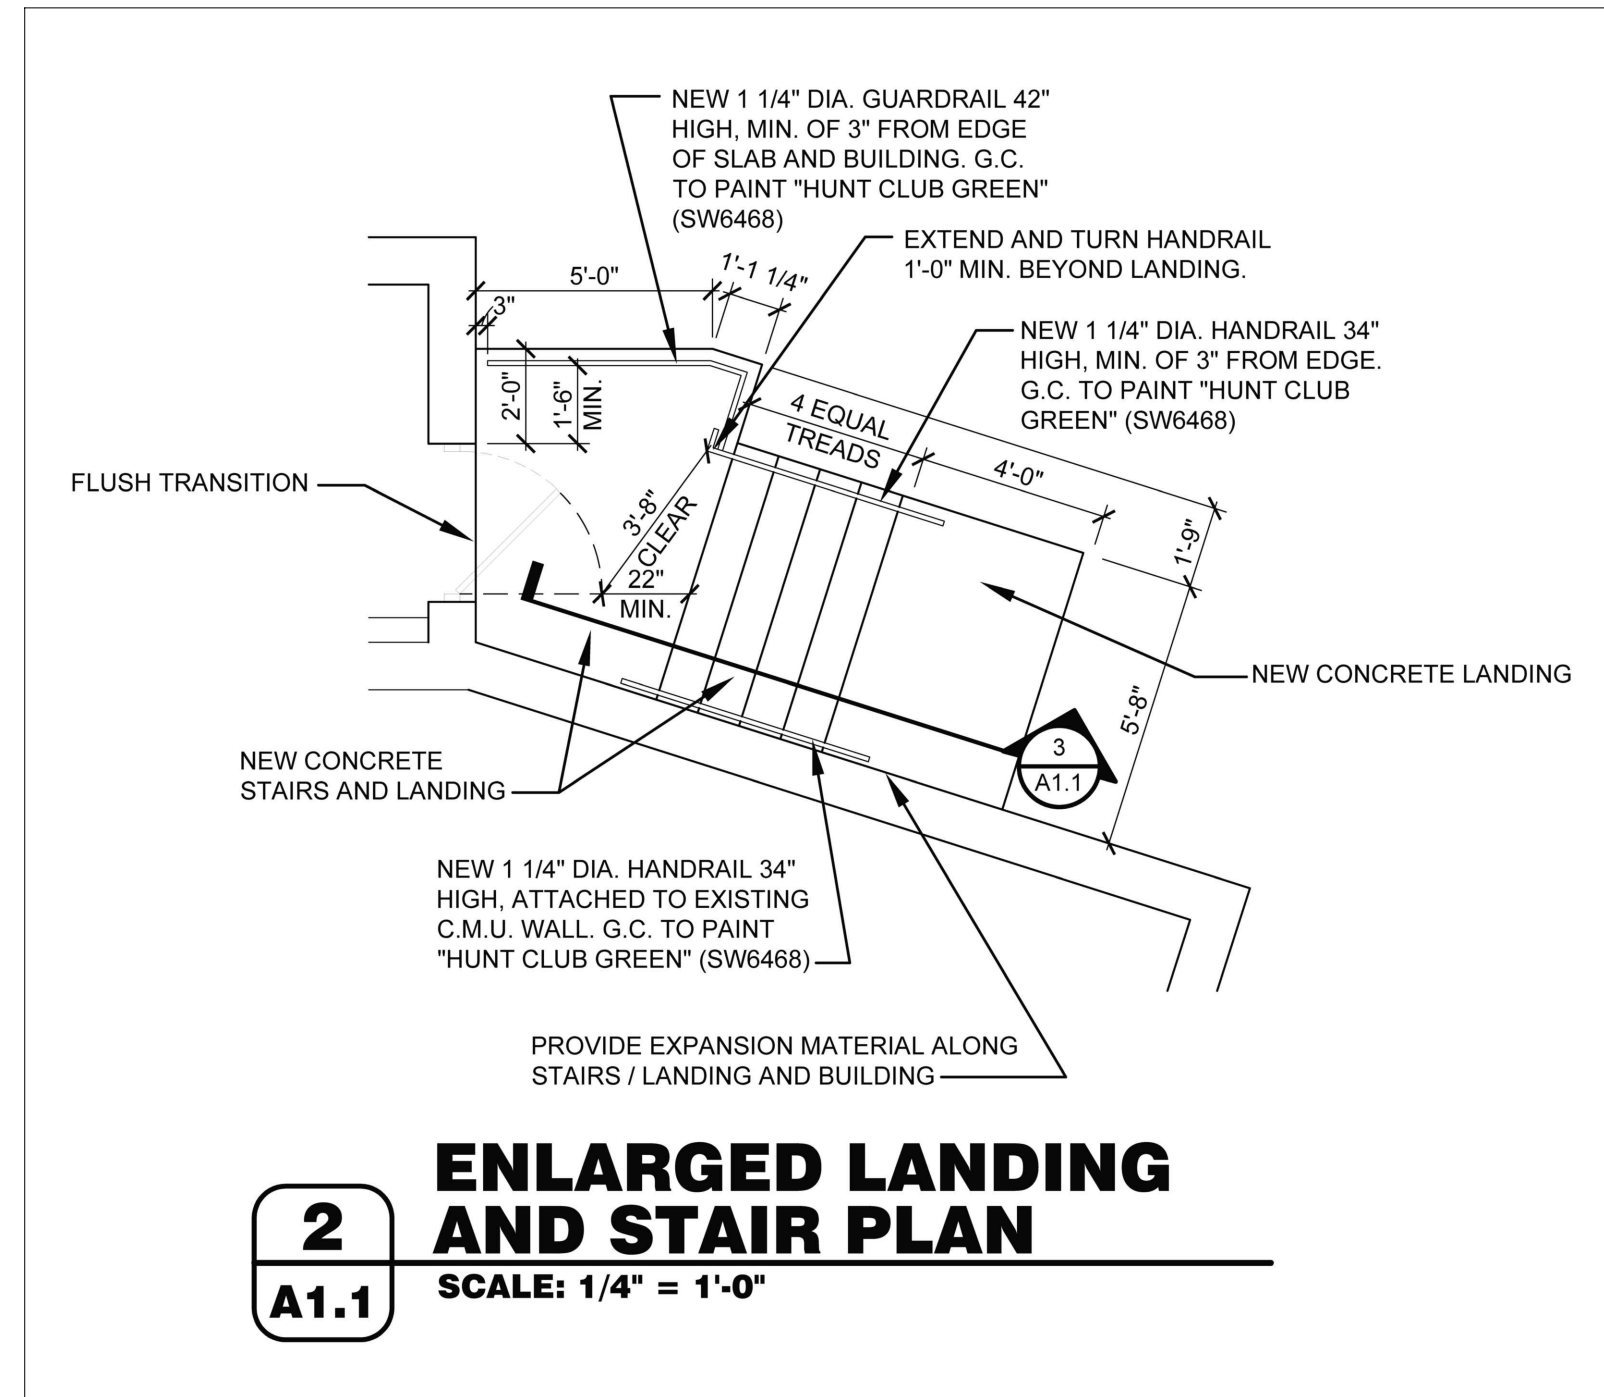 NEW 1 1/4" DIA. GUARDRAIL 42"
HIGH, MIN. OF 3" FROM EDGE
OF SLAB AND BUILDING. G.C.
TO PAINT "HUNT CLUB GREEN"
(SW6468)
EXTEND AND TURN HANDRAIL
1'-0" MIN. BEYOND LANDING.
5'-0"
1'-1 1/4"
3"
NEW 1 1/4" DIA. HANDRAIL 34"
HIGH, MIN. OF 3" FROM EDGE.
G.C. TO PAINT "HUNT CLUB
GREEN" (SW6468)
2'-0"
1'-6"
MIN.
4 EQUAL
TREADS
4'-0"
FLUSH TRANSITION
3'-8"
CLEAR
1'-9"
22"
MIN.
NEW CONCRETE LANDING
5'-8"
NEW CONCRETE
STAIRS AND LANDING
3
A1.1
NEW 1 1/4" DIA. HANDRAIL 34"
HIGH, ATTACHED TO EXISTING
C.M.U. WALL. G.C. TO PAINT
"HUNT CLUB GREEN" (SW6468)
PROVIDE EXPANSION MATERIAL ALONG
STAIRS / LANDING AND BUILDING
2
A1.1
ENLARGED LANDING
AND STAIR PLAN
SCALE: 1/4" = 1'-0"